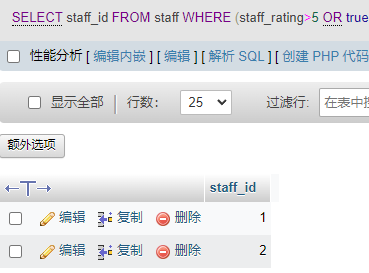 SELECT staff_id FROM staff WHERE (staff_rating>5 OR true
性能分析 [ 编辑内嵌 ] [ 编辑 ] [ 解析 SQL ] [ 创建 PHP 代码
显示全部 行数: 25 过滤行: 在表中搜
额外选项
←T→ staff_id
编辑 复制 删除 1
编辑 复制 删除 2